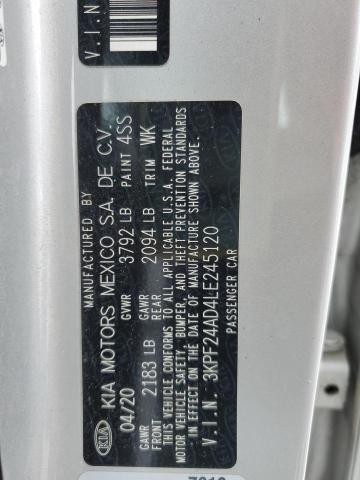 V.I.N
MANUFACTURED BY
KIA KIA MOTORS MEXICO S.A. DE C.V.
04/20 GVWR 3792 LB PAINT 4SS
GAWR 2183 LB GAWR REAR 2094 LB TRIM WK
THIS VEHICLE CONFORMS TO ALL APPLICABLE U.S.A. FEDERAL
MOTOR VEHICLE SAFETY, BUMPER, AND THEFT PREVENTION STANDARDS
IN EFFECT ON THE DATE OF MANUFACTURE SHOWN ABOVE.
V.I.N. 3KPF24AD4LE245120
PASSENGER CAR